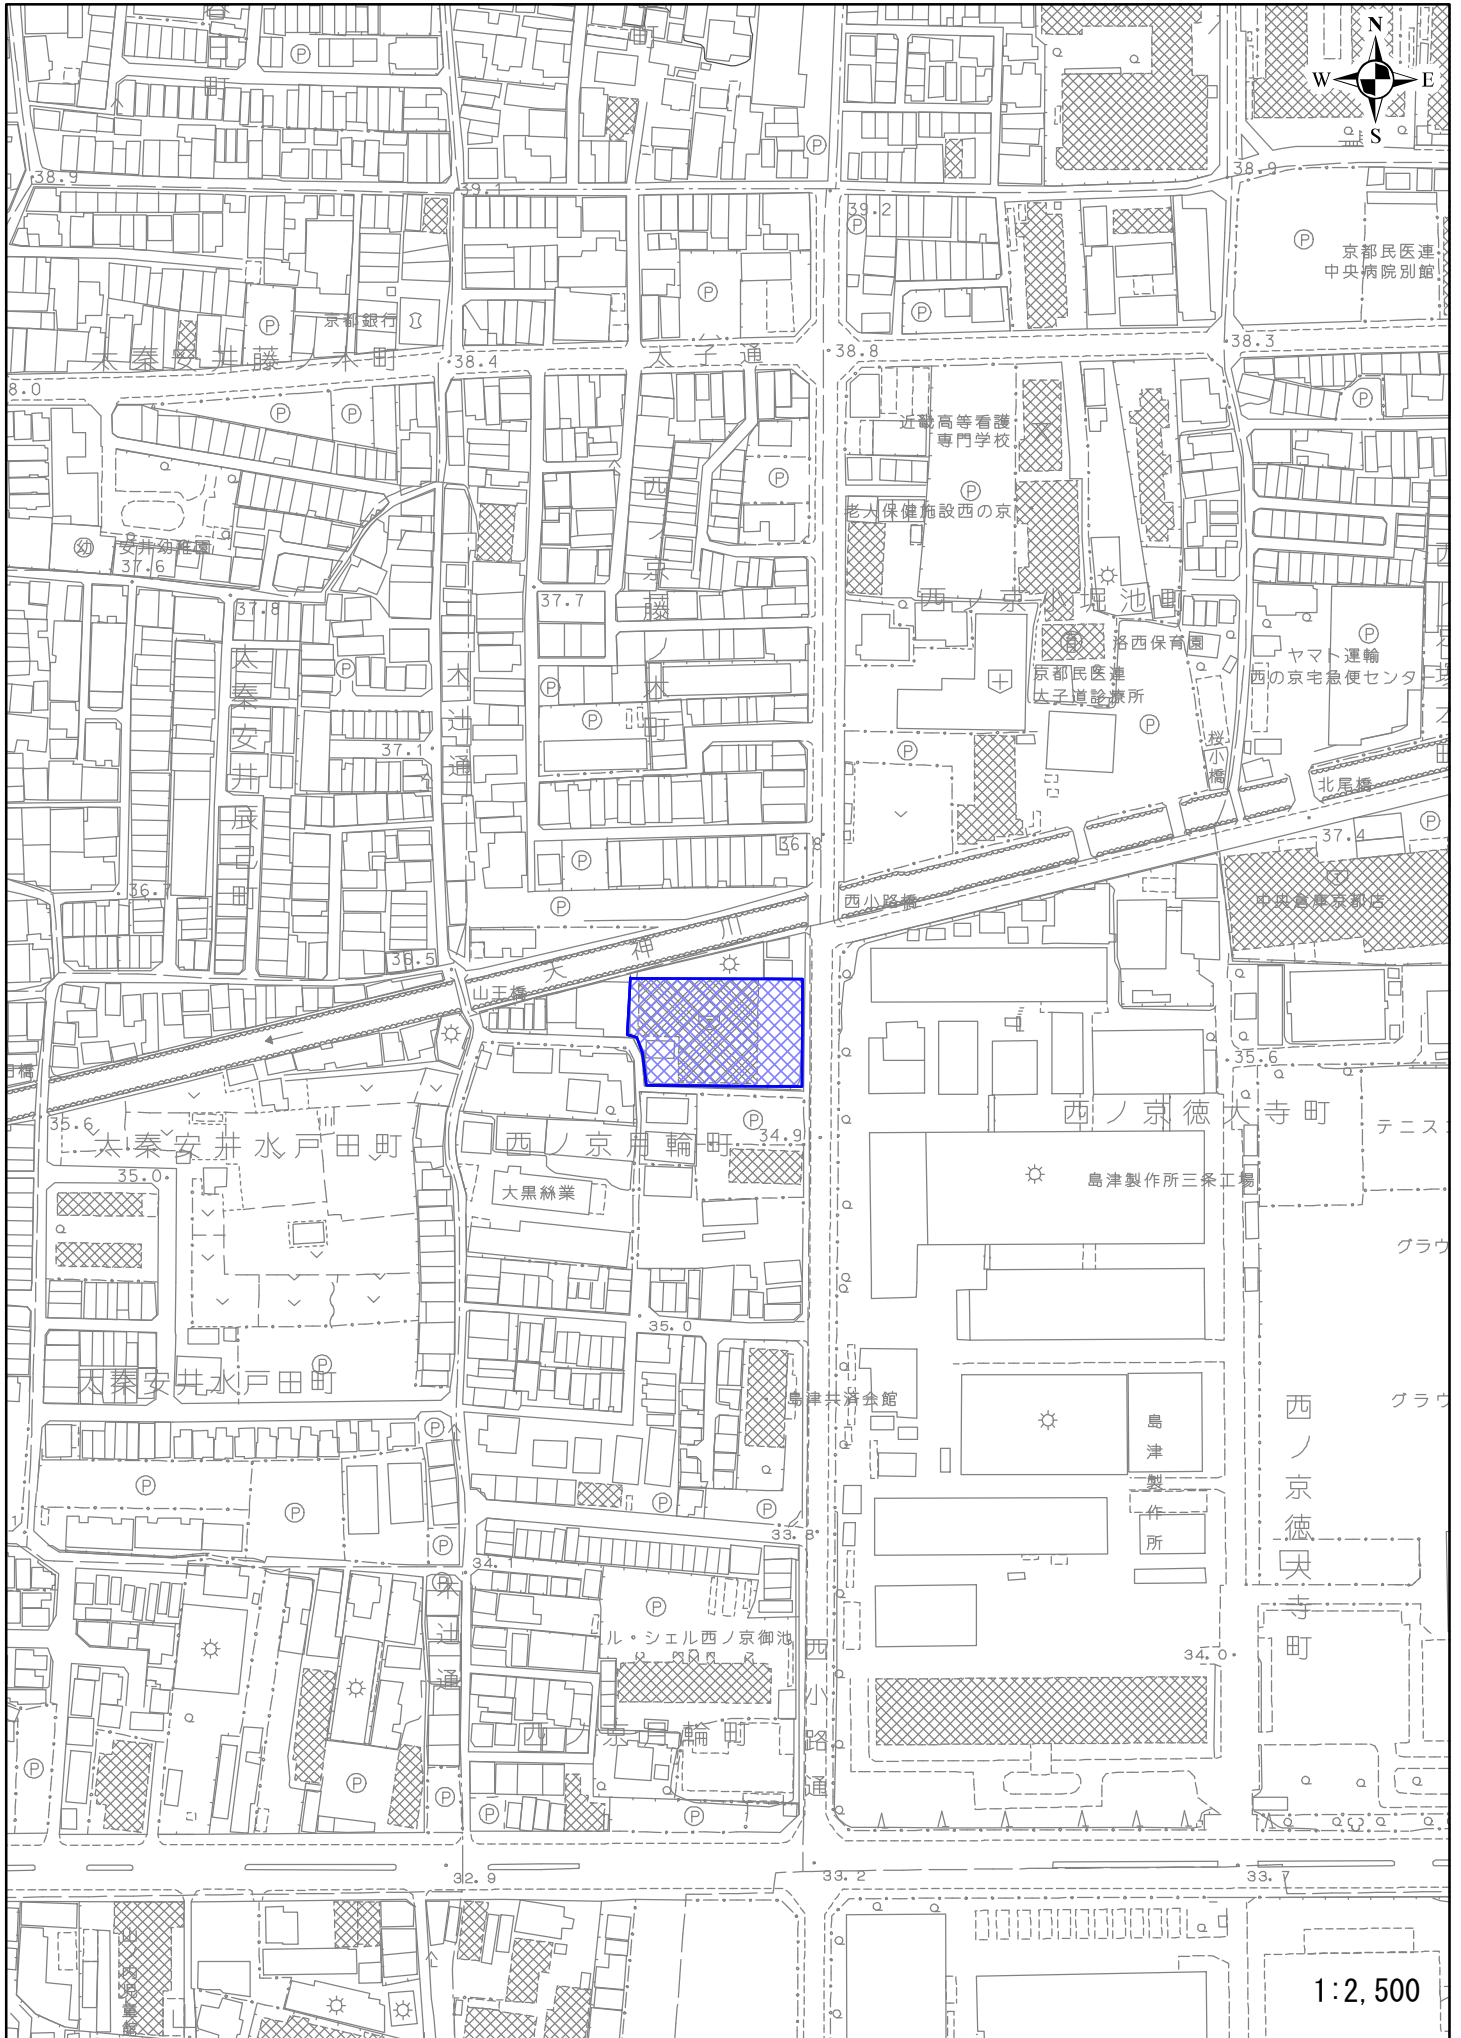 N
W E
S
町
38.9
39.1
38.9
39.2
京都民医連
中央病院別館
京都銀行
太秦安井藤ノ木町
太子通
38.4
38.8
38.3
8.0
近畿高等看護
専門学校
老人保健施設西の京
幼 安井幼稚園
37.6
37.8
37.7
西ノ京藤ノ木町
西ノ京北堀池町
洛西保育園
京都民医連
太子道診療所
ヤマト運輸
西の京宅急便センター
太秦安井辰巳町
木辻通
37.1
桜小橋
北尾橋
37.4
36.8
36.7
西小路橋
中央倉庫京都店
天神川
36.5
山王橋
35.6
35.6
西ノ京徳大寺町
テニス
太秦安井水戸田町
西ノ京月輪町
34.9
35.0
大黒絲業
島津製作所三条工場
グラウ
35.0
太秦安井水戸田町
島津共済会館
グラウ
島津製作所
西ノ京徳大寺町
33.8
34.1
木辻通
ル・シェル西ノ京御池
西小路通
34.0
西ノ京月輪町
32.9
33.2
33.7
1:2,500